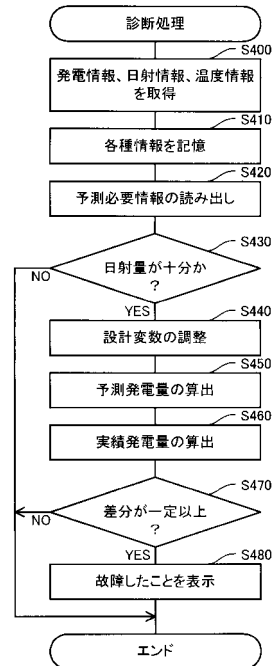 診断処理
S400
発電情報、日射情報、温度情報
を取得
S410
各種情報を記憶
S420
予測必要情報の読み出し
S430
日射量が十分か
?
NO
YES
S440
設計変数の調整
S450
予測発電量の算出
S460
実績発電量の算出
S470
差分が一定以上
?
NO
YES
S480
故障したことを表示
エンド